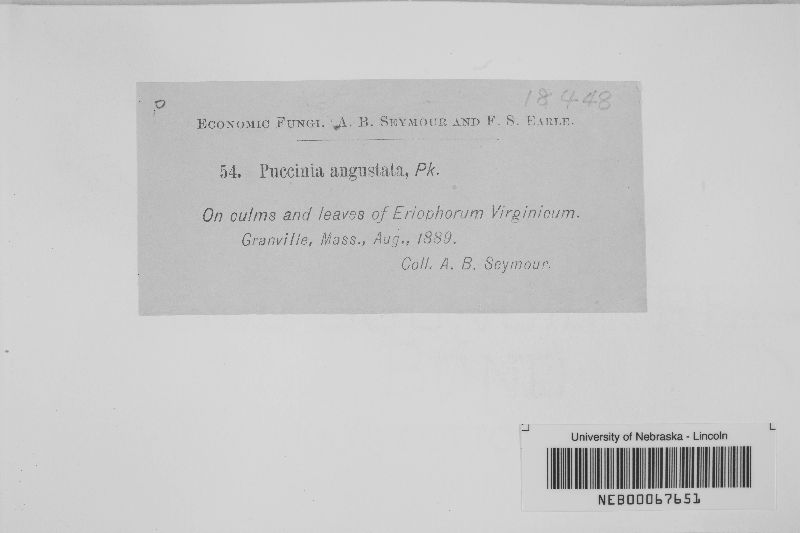 18448
ECONOMIC FUNGI. A. B. SEYMOUR AND F. S. EARLE.
54. Puccinia angustata, Pk.
On culms and leaves of Eriophorum Virginicum.
Granville, Mass., Aug., 1889.
Coll. A. B. Seymour.
University of Nebraska - Lincoln
NEB00067651